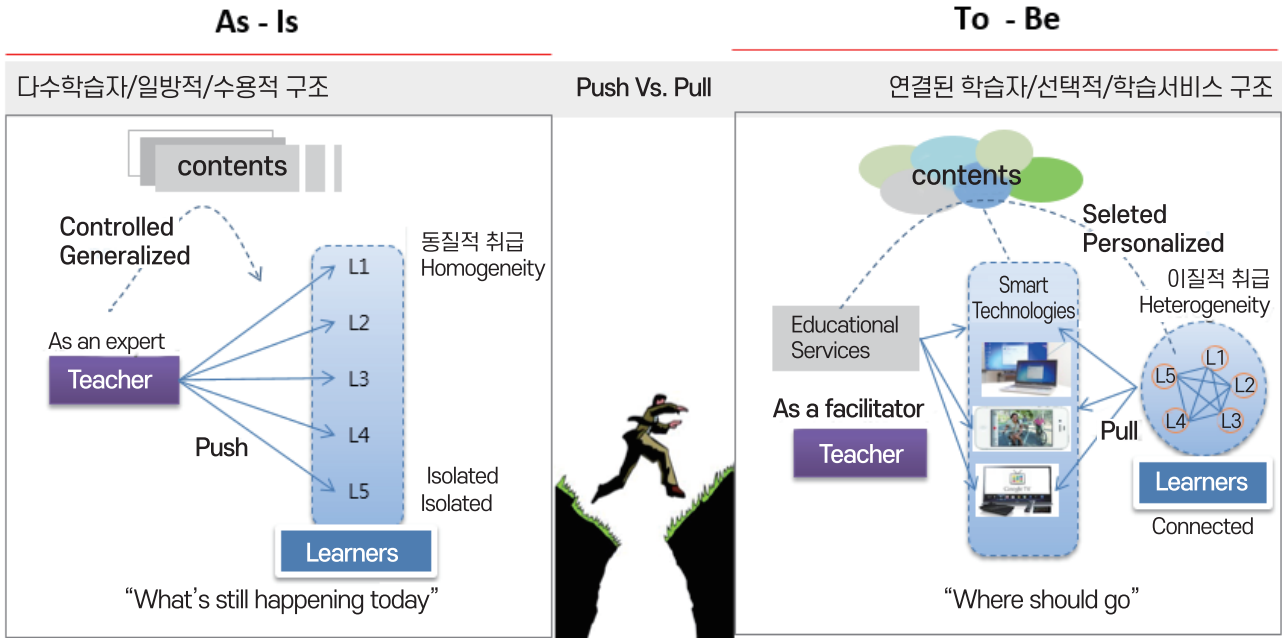 As - Is
To - Be
다수학습자/일방적/수용적 구조
Push Vs. Pull
연결된 학습자/선택적/학습서비스 구조
contents
Controlled
Generalized
As an expert
Teacher
Push
L1
L2
L3
L4
L5
동질적 취급
Homogeneity
Isolated
Isolated
Learners
“What's still happening today”
contents
Seleted
Personalized
이질적 취급
Heterogeneity
Smart
Technologies
Educational
Services
As a facilitator
Teacher
Google TV
Pull
L1
L5
L2
L4
L3
Learners
Connected
“Where should go”